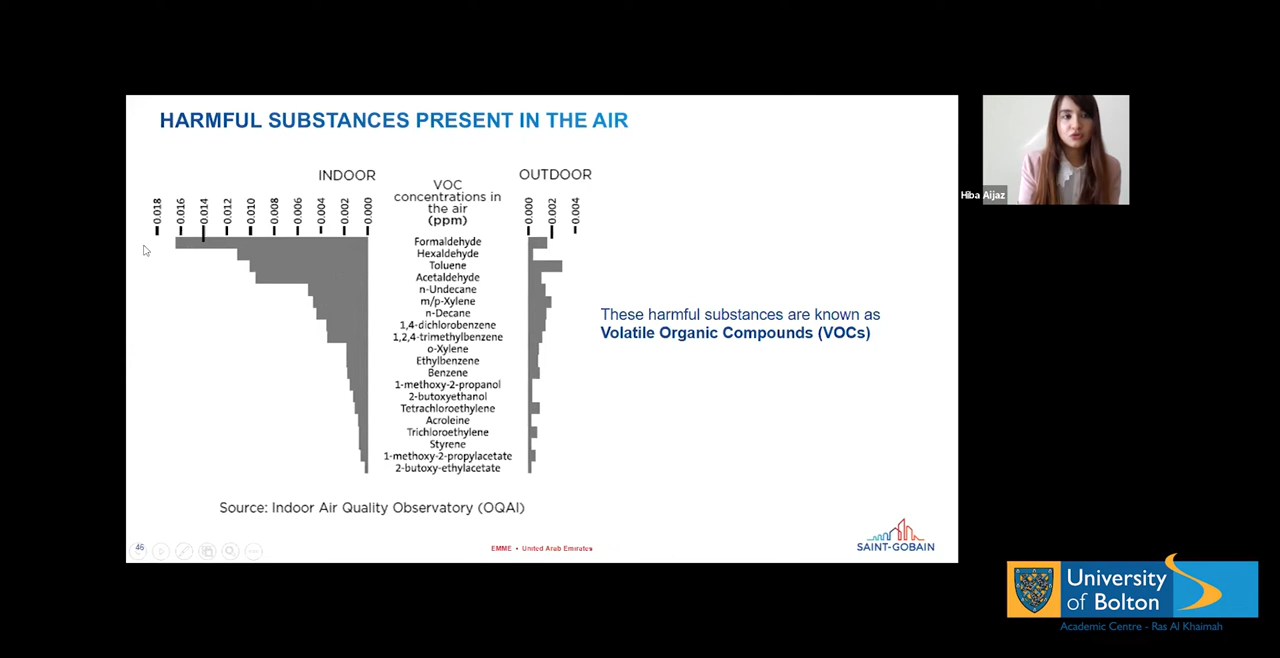 HARMFUL SUBSTANCES PRESENT IN THE AIR
INDOOR
VOC
concentrations in
the air
(ppm)
OUTDOOR
0.018
0.016
0.014
0.012
0.010
0.008
0.006
0.004
0.002
0.000
0.000
0.002
0.004
Formaldehyde
Hexaldehyde
Toluene
Acetaldehyde
n-Undecane
m/p-Xylene
n-Decane
1,4-dichlorobenzene
1,2,4-trimethylbenzene
o-Xylene
Ethylbenzene
Benzene
1-methoxy-2-propanol
2-butoxyethanol
Tetrachloroethylene
Acroleine
Trichloroethylene
Styrene
1-methoxy-2-propylacetate
2-butoxy-ethylacetate
These harmful substances are known as
Volatile Organic Compounds (VOCs)
Source: Indoor Air Quality Observatory (OQAI)
46
EMME • United Arab Emirates
SAINT-GOBAIN
Hiba Aijaz
University
of Bolton
Academic Centre - Ras Al Khaimah